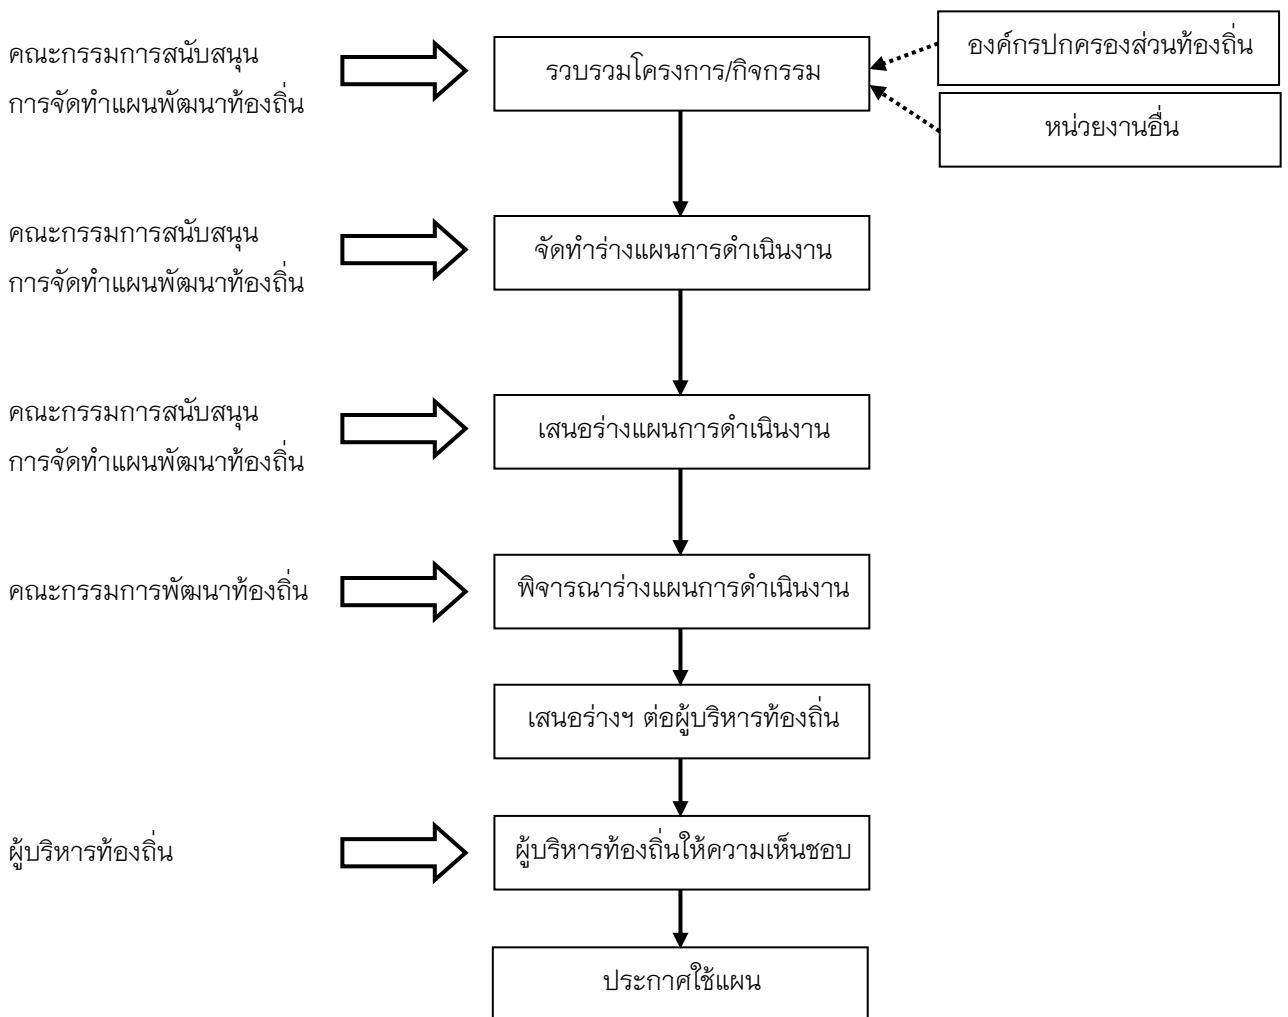 คณะกรรมการสนับสนุน
การจัดทำแผนพัฒนาท้องถิ่น
รวบรวมโครงการ/กิจกรรม
องค์กรปกครองส่วนท้องถิ่น
หน่วยงานอื่น
คณะกรรมการสนับสนุน
การจัดทำแผนพัฒนาท้องถิ่น
จัดทำร่างแผนการดำเนินงาน
คณะกรรมการสนับสนุน
การจัดทำแผนพัฒนาท้องถิ่น
เสนอร่างแผนการดำเนินงาน
คณะกรรมการพัฒนาท้องถิ่น
พิจารณาร่างแผนการดำเนินงาน
เสนอร่างฯ ต่อผู้บริหารท้องถิ่น
ผู้บริหารท้องถิ่น
ผู้บริหารท้องถิ่นให้ความเห็นชอบ
ประกาศใช้แผน